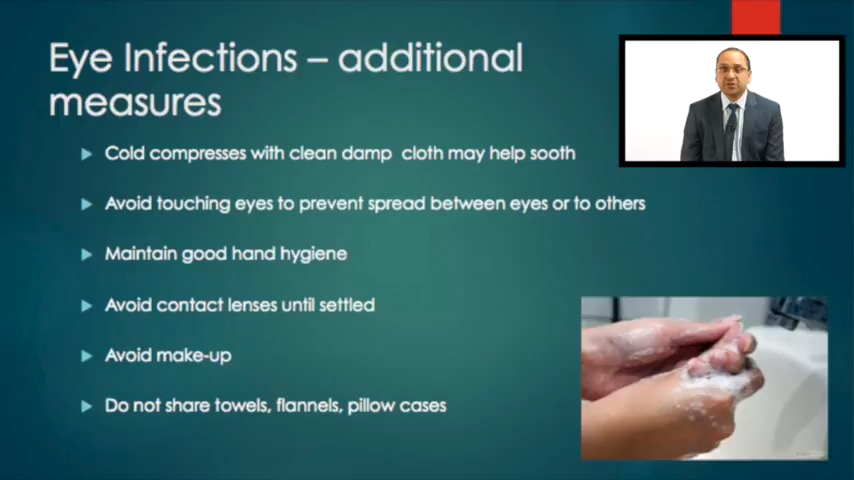 Eye Infections – additional
measures
Cold compresses with clean damp cloth may help sooth
Avoid touching eyes to prevent spread between eyes or to others
Maintain good hand hygiene
Avoid contact lenses until settled
Avoid make-up
Do not share towels, flannels, pillow cases